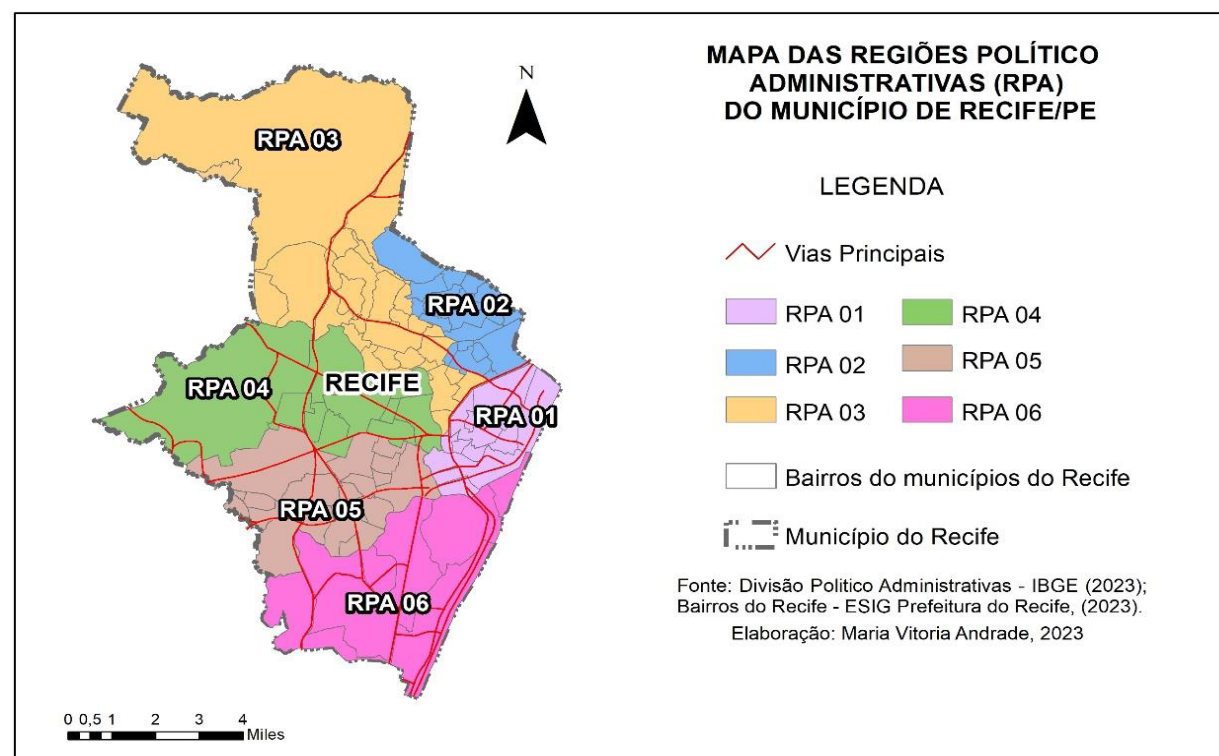 MAPA DAS REGIÕES POLÍTICO
ADMINISTRATIVAS (RPA)
DO MUNICÍPIO DE RECIFE/PE
N
RPA 03
RPA 02
RPA 04
RECIFE
RPA 01
RPA 05
RPA 06
LEGENDA
Vias Principais
RPA 01
RPA 04
RPA 02
RPA 05
RPA 03
RPA 06
Bairros do municípios do Recife
Município do Recife
Fonte: Divisão Politico Administrativas - IBGE (2023);
Bairros do Recife - ESIG Prefeitura do Recife, (2023).
Elaboração: Maria Vitoria Andrade, 2023
0 0,5 1 2 3 4
Miles